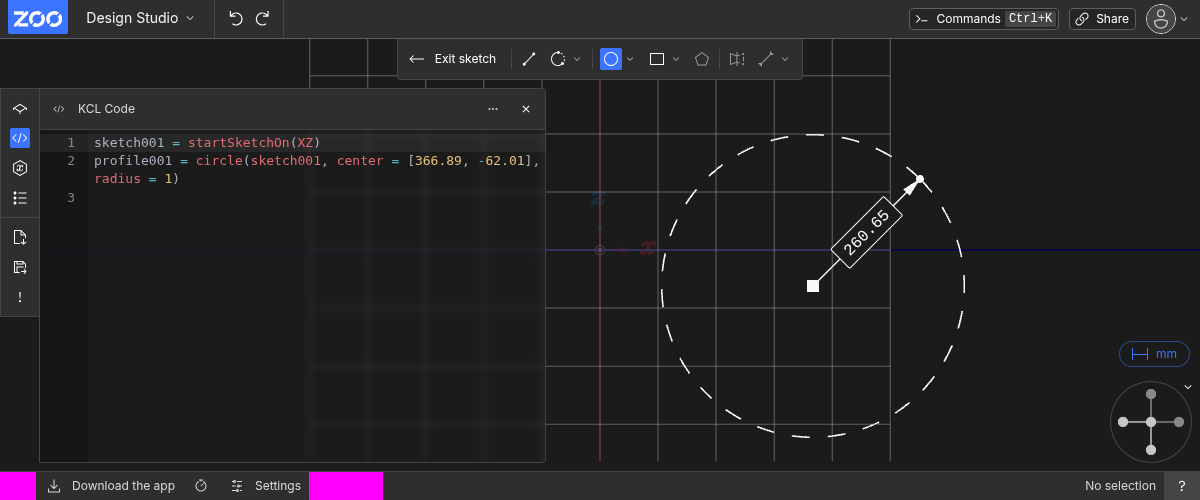 ZOO
Design Studio
Commands Ctrl+K
Share
Exit sketch
KCL Code
1 sketch001 = startSketchOn(XZ)
2 profile001 = circle(sketch001, center = [366.89, -62.01],
radius = 1)
3
z
x
260.65
mm
Download the app
Settings
No selection
?